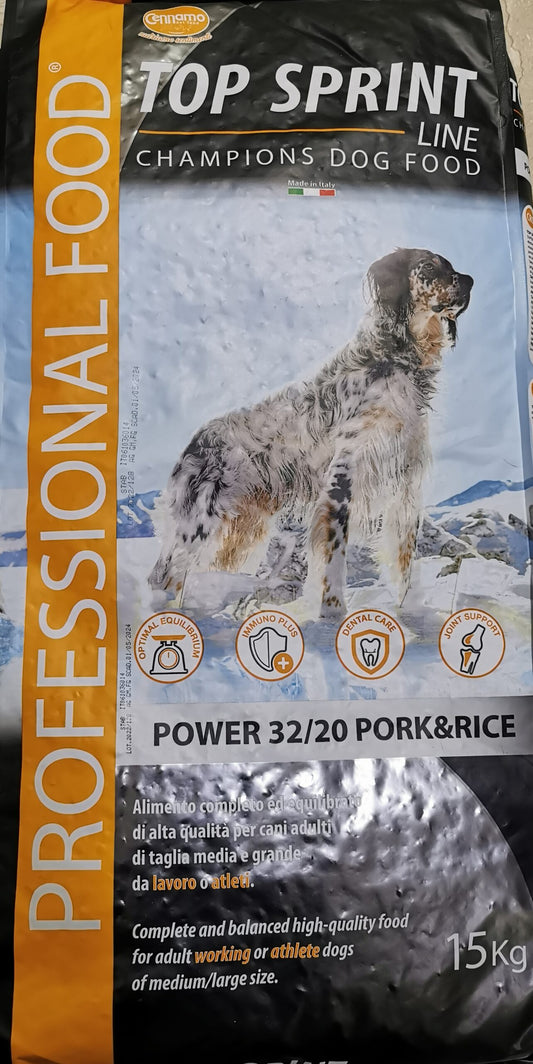 Cennamo
nutriamo sentimenti
TOP SPRINT
LINE
CHAMPIONS DOG FOOD
Made in Italy
PROFESSIONAL FOOD®
OPTIMAL EQUILIBRIUM
IMMUNO PLUS
DENTAL CARE
JOINT SUPPORT
POWER 32/20 PORK&RICE
Alimento completo ed equilibrato
di alta qualità per cani adulti
di taglia media e grande
da lavoro o atleti.
Complete and balanced high-quality food
for adult working or athlete dogs
of medium/large size.
15Kg